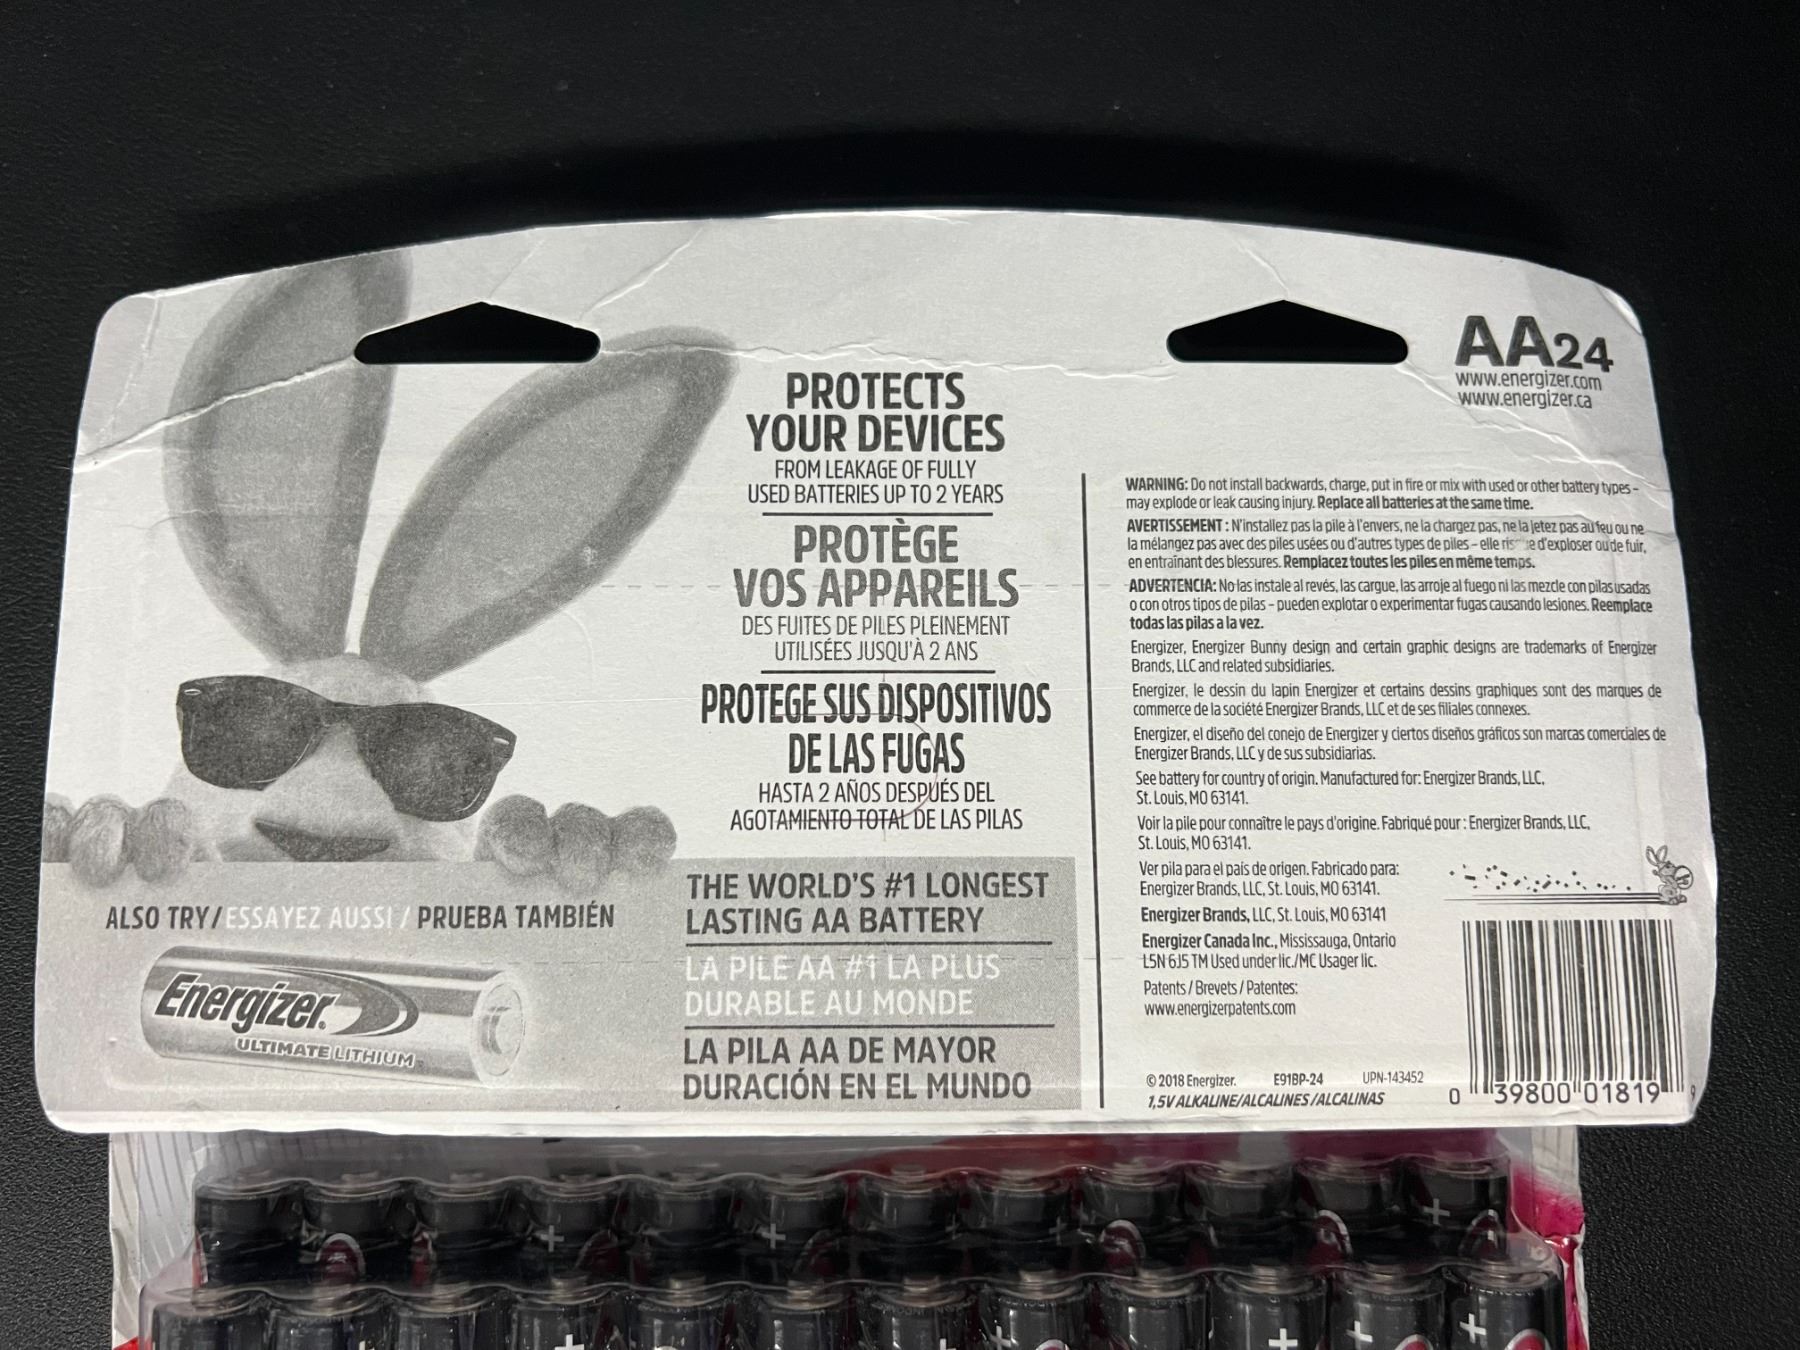 AA24
www.energizer.com
www.energizer.ca
PROTECTS
YOUR DEVICES
FROM LEAKAGE OF FULLY
USED BATTERIES UP TO 2 YEARS
PROTÈGE
VOS APPAREILS
DES FUITES DE PILES PLEINEMENT
UTILISÉES JUSQU'À 2 ANS
PROTEGE SUS DISPOSITIVOS
DE LAS FUGAS
HASTA 2 AÑOS DESPUÉS DEL
AGOTAMIENTO TOTAL DE LAS PILAS
ALSO TRY/ESSAYEZ AUSSI / PRUEBA TAMBIÉN
Energizer.
ULTIMATE LITHIUM
THE WORLD'S #1 LONGEST
LASTING AA BATTERY
LA PILE AA #1 LA PLUS
DURABLE AU MONDE
LA PILA AA DE MAYOR
DURACIÓN EN EL MUNDO
WARNING: Do not install backwards, charge, put in fire or mix with used or other battery types –
may explode or leak causing injury. Replace all batteries at the same time.
AVERTISSEMENT : N'installez pas la pile à l'envers, ne la chargez pas, ne la jetez pas au feu ou ne
la mélangez pas avec des piles usées ou d'autres types de piles – elle d'exploser ou de fuir,
en entraînant des blessures. Remplacez toutes les piles en même temps.
ADVERTENCIA: No las instale al revés, las cargue, las arroje al fuego ni las mezcle con pilas usadas
o con otros tipos de pilas – pueden explotar o experimentar fugas causando lesiones. Reemplace
todas las pilas a la vez.
Energizer, Energizer Bunny design and certain graphic designs are trademarks of Energizer
Brands, LLC and related subsidiaries.
Energizer, le dessin du lapin Energizer et certains dessins graphiques sont des marques de
commerce de la société Energizer Brands, LLC et de ses filiales connexes.
Energizer, el diseño del conejo de Energizer y ciertos diseños gráficos son marcas comerciales de
Energizer Brands, LLC y de sus subsidiarias.
See battery for country of origin. Manufactured for: Energizer Brands, LLC,
St. Louis, MO 63141.
Voir la pile pour connaître le pays d'origine. Fabriqué pour : Energizer Brands, LLC,
St. Louis, MO 63141.
Ver pila para el país de origen. Fabricado para:
Energizer Brands, LLC, St. Louis, MO 63141.
Energizer Brands, LLC, St. Louis, MO 63141
Energizer Canada Inc., Mississauga, Ontario
L5N 6J5 TM Used under lic./MC Usager lic.
Patents / Brevets / Patentes:
www.energizerpatents.com
© 2018 Energizer. E91BP-24 UPN-143452
1,5V ALKALINE/ALCALINES /ALCALINAS
0 39800 01819 9